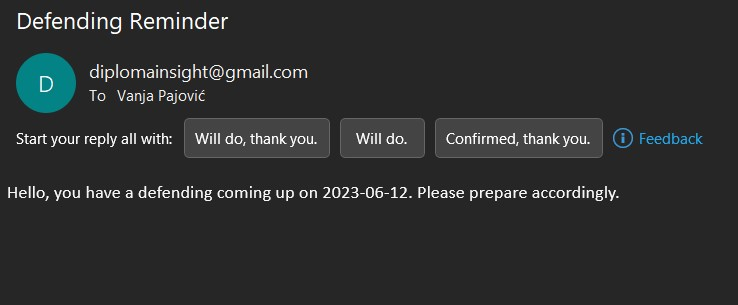 Defending Reminder
D
diplomainsight@gmail.com
To Vanja Pajović
Start your reply all with: Will do, thank you. Will do. Confirmed, thank you. Feedback
Hello, you have a defending coming up on 2023-06-12. Please prepare accordingly.